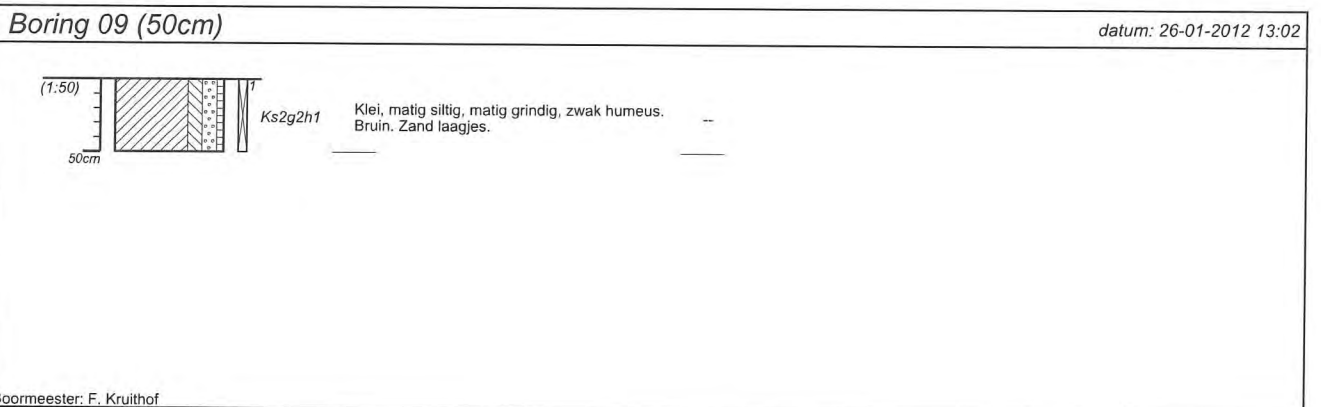 Boring 09 (50cm)
datum: 26-01-2012 13:02
(1:50)
1
Ks2g2h1
Klei, matig siltig, matig grindig, zwak humeus.
Bruin. Zand laagjes.
--
50cm
oormeester: F. Kruithof